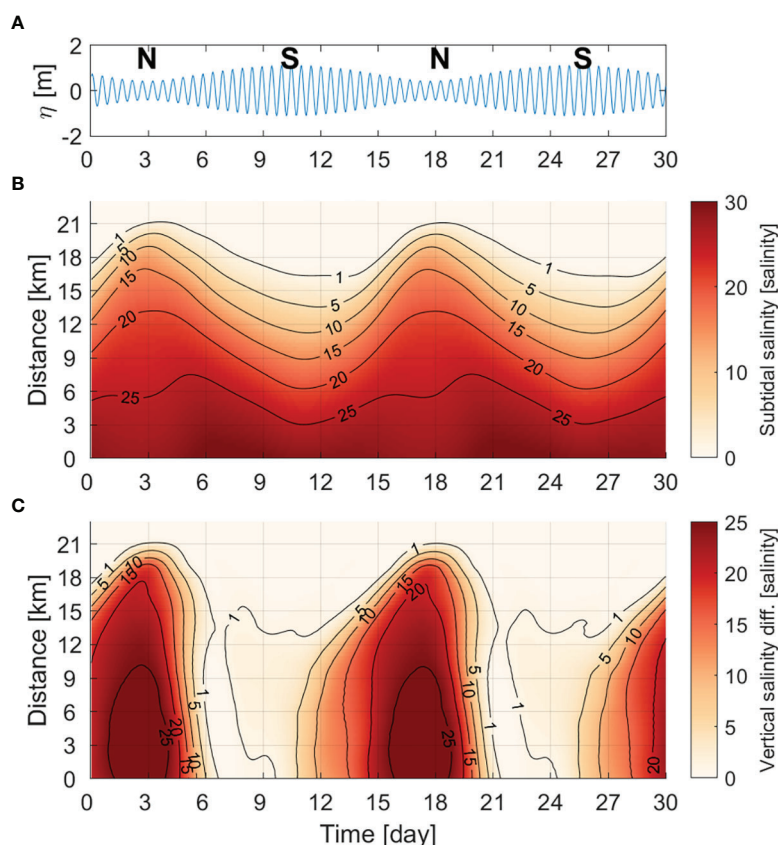 A
η [m]
2
0
-2
N S N S
0 3 6 9 12 15 18 21 24 27 30
B
Distance [km]
21
18
15
12
9
6
3
0
1 1 1 1
5 5 5
10 10 10
15 15 15
20 20 20 20
25 25 25 25
0 3 6 9 12 15 18 21 24 27 30
30
20
10
0
Subtidal salinity [salinity]
C
Distance [km]
21
18
15
12
9
6
3
0
5 1 10 15 1 1 5 20 25 10 15
1 5 15 10 20 5 10 1 1 25 15
5 1 10 20
0 3 6 9 12 15 18 21 24 27 30
Time [day]
25
20
15
10
5
0
Vertical salinity diff. [salinity]